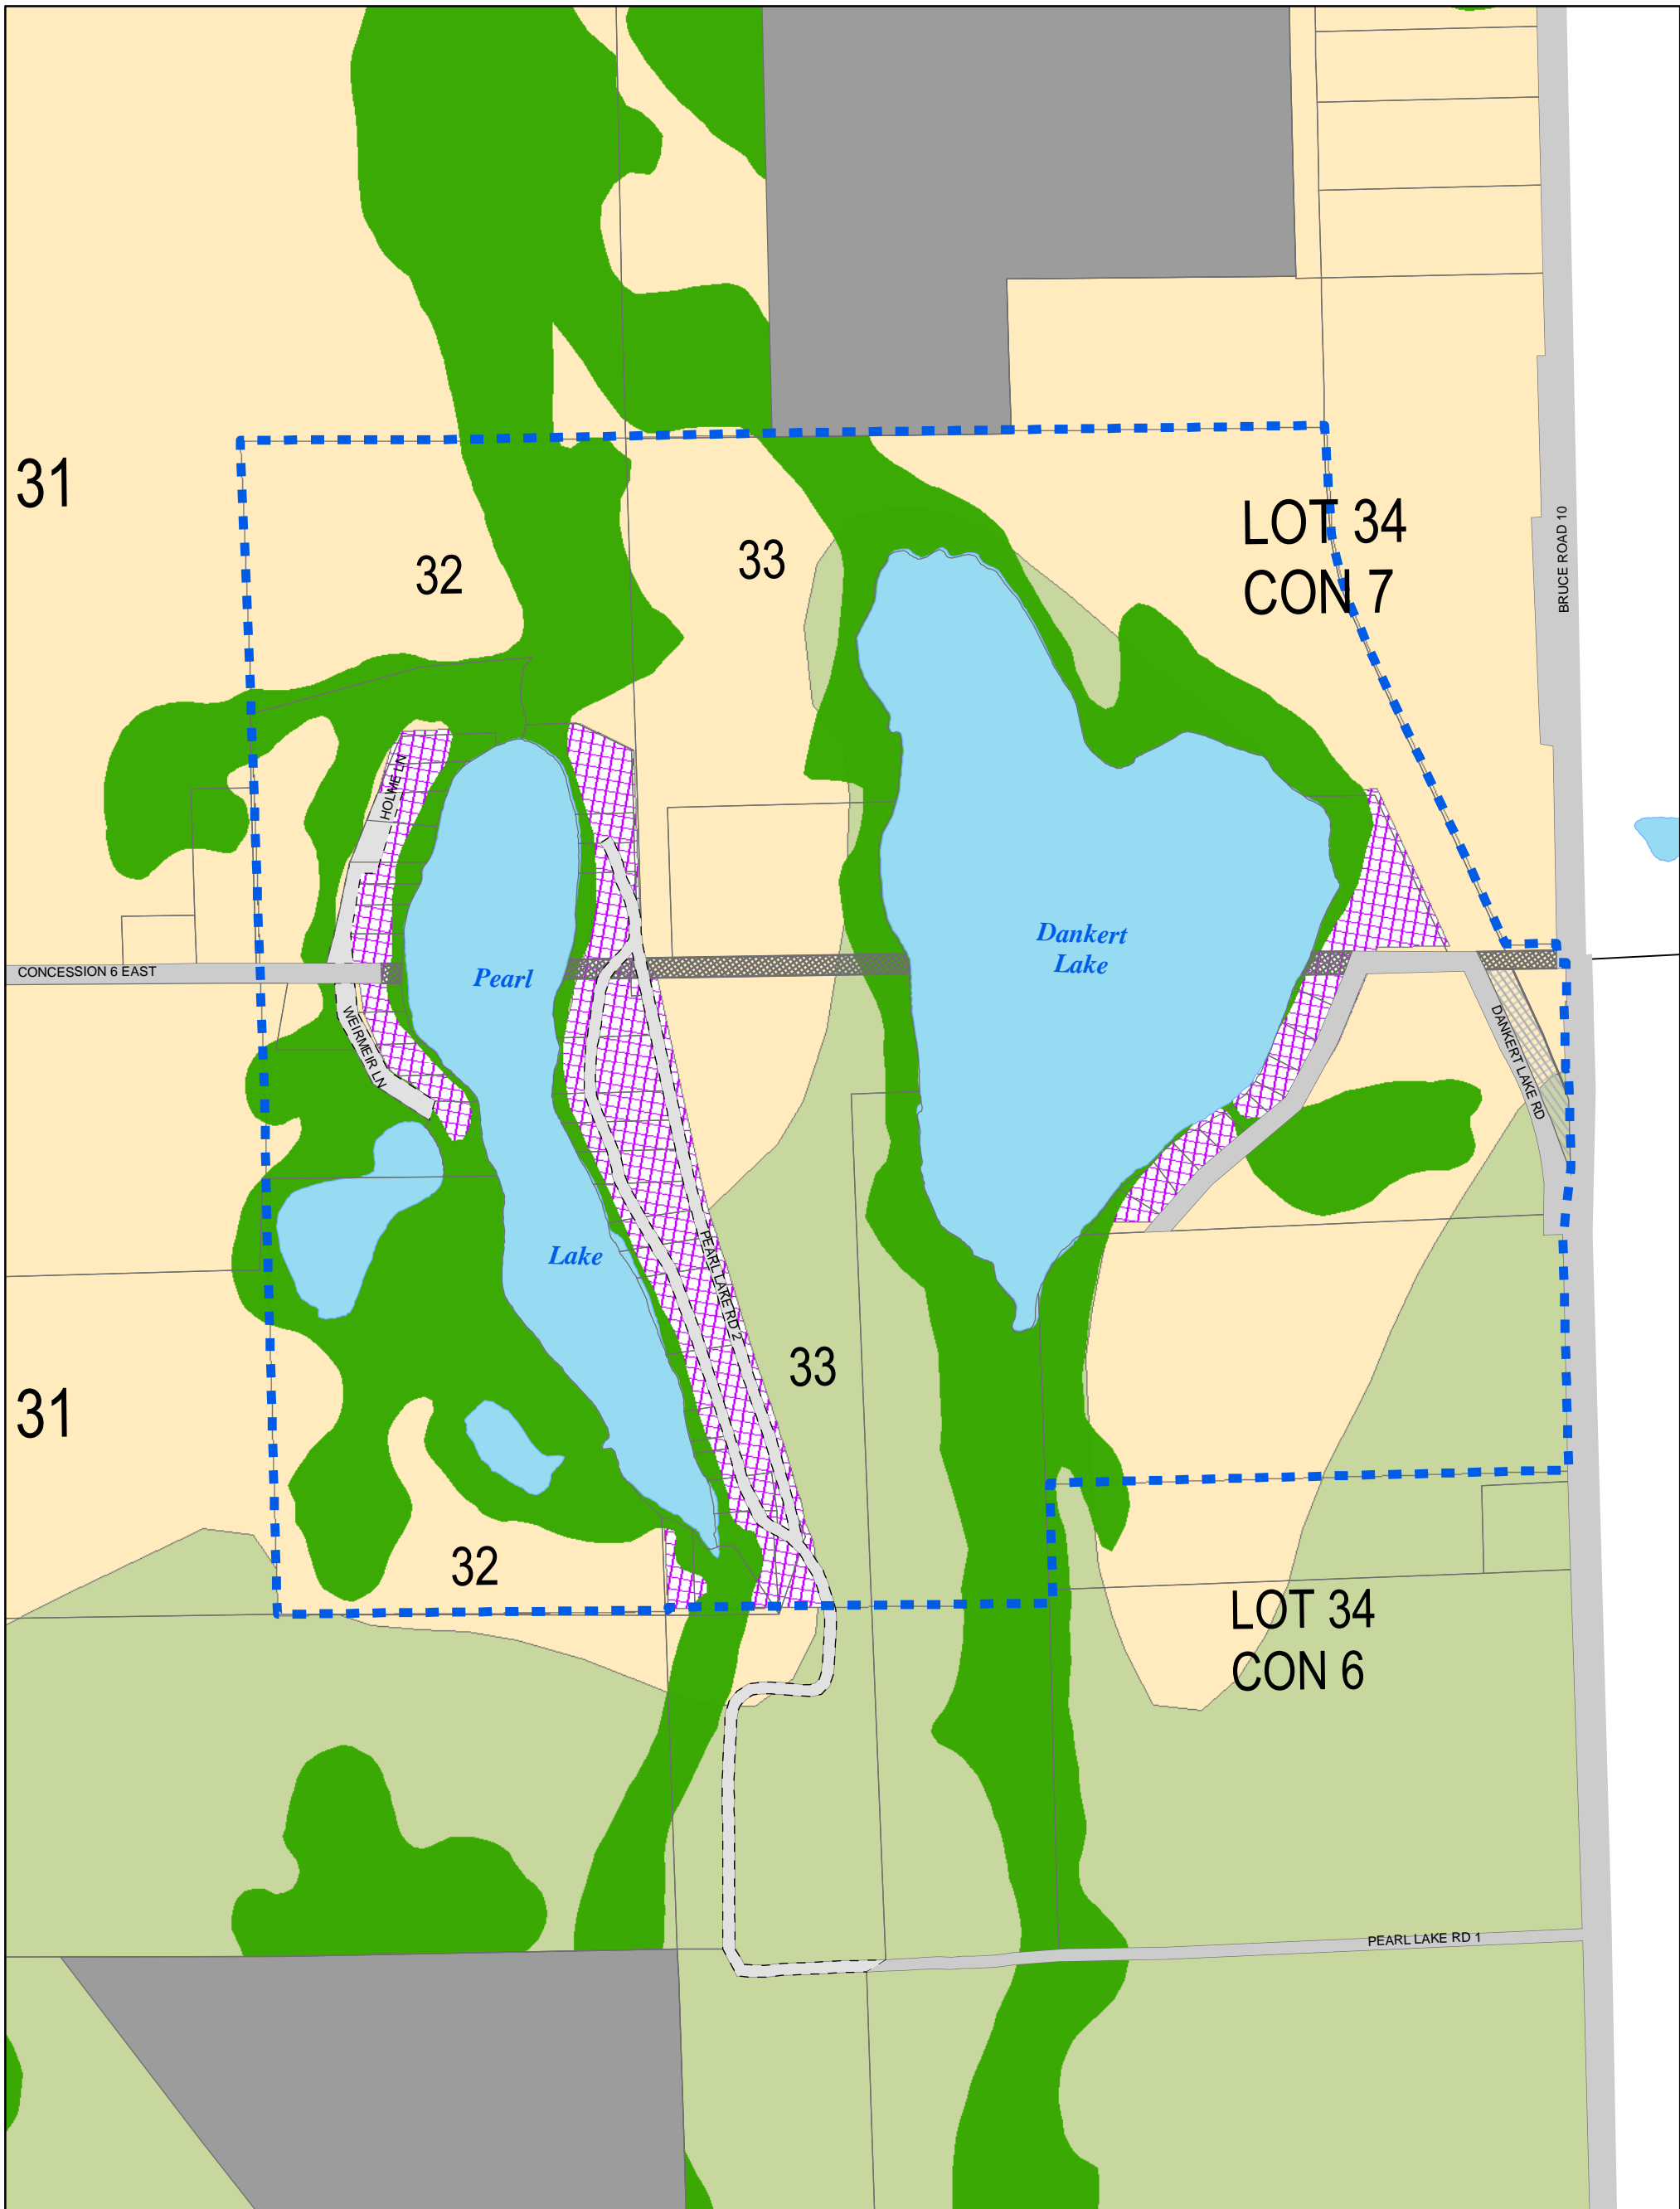 31
32
33
LOT 34
CON 7
BRUCE ROAD 10
HOLME LN
CONCESSION 6 EAST
Pearl
Dankert
Lake
WEIRMEIR LN
DANKERT LAKE RD
Lake
PEARL LAKE RD 2
33
31
32
LOT 34
CON 6
PEARL LAKE RD 1